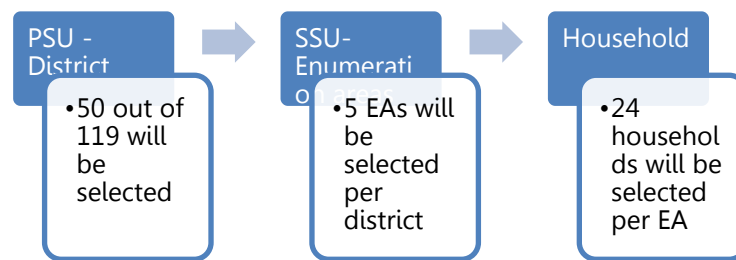 PSU -
District
•50 out of
119 will
be
selected
SSU-
Enumerati
on areas
•5 EAs will
be
selected
per
district
Household
•24
househol
ds will be
selected
per EA